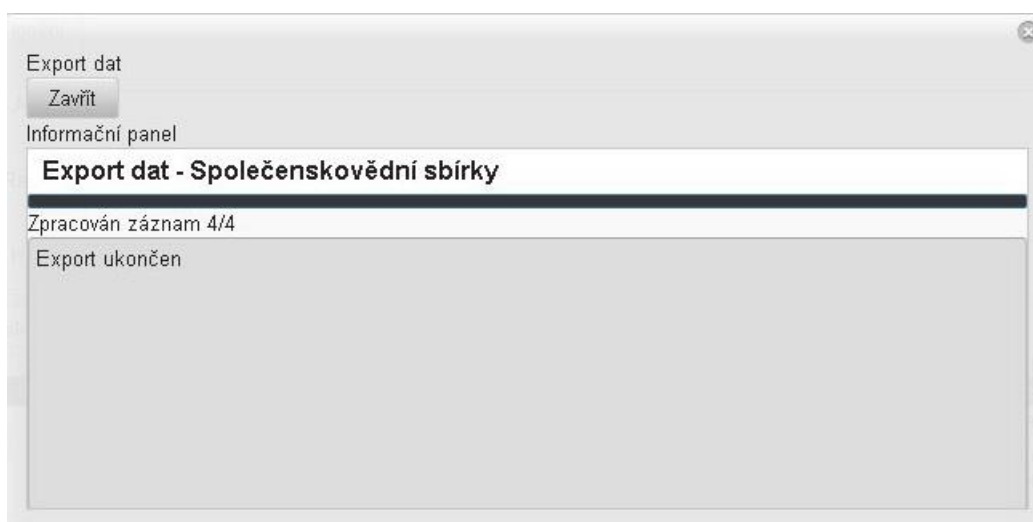 Export dat
Zavřít
Informační panel
Export dat - Společenskovědní sbírky
Zpracován záznam 4/4
Export ukončen